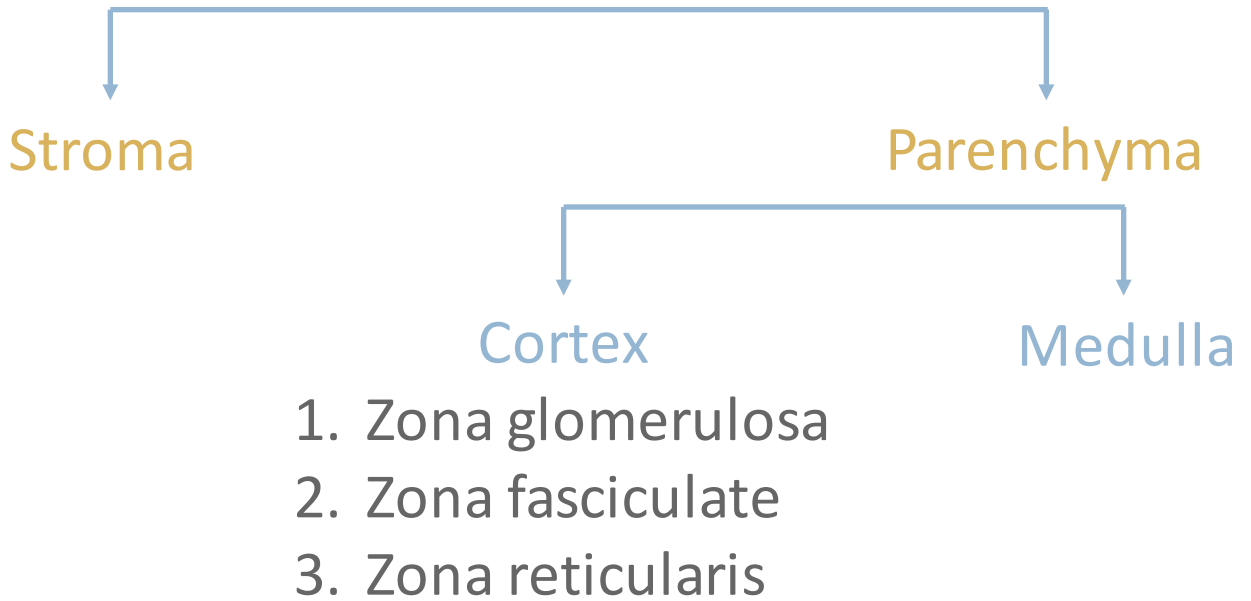 Stroma
Parenchyma
Cortex
Medulla
1. Zona glomerulosa
2. Zona fasciculate
3. Zona reticularis